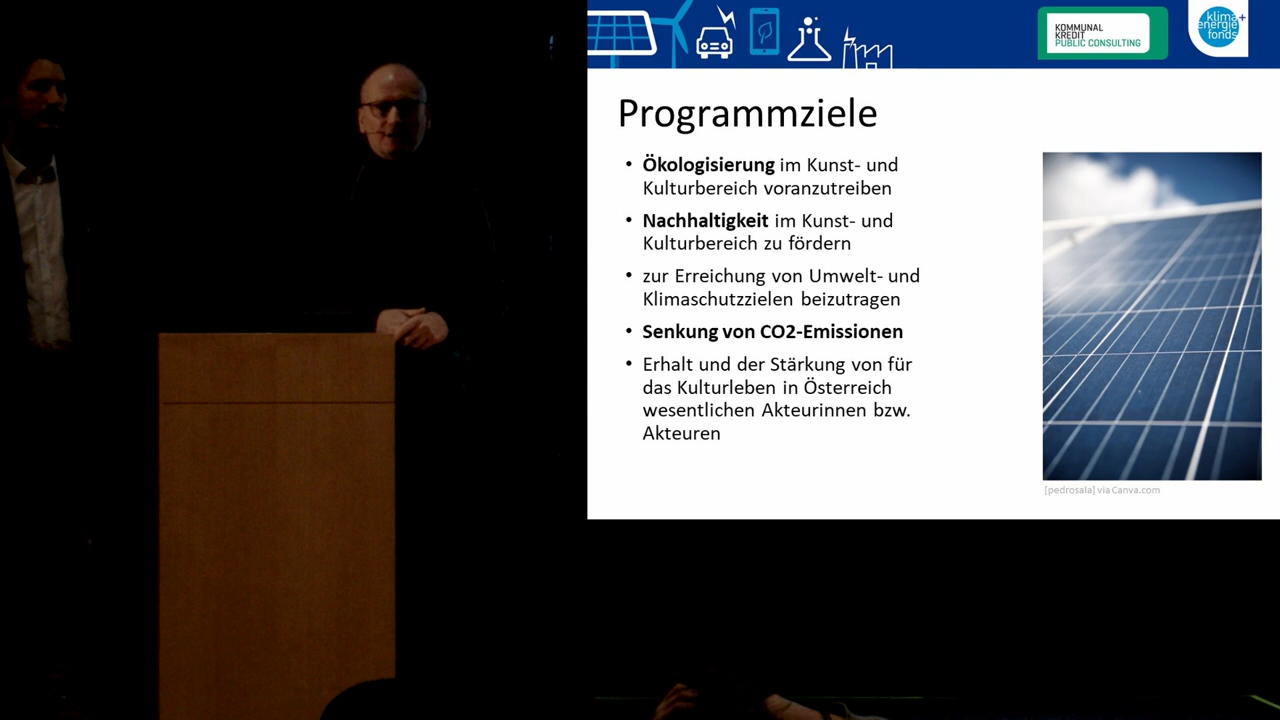 KOMMUNAL
KREDIT
PUBLIC CONSULTING
klima+
energie
fonds
Programmziele
• Ökologisierung im Kunst- und
Kulturbereich voranzutreiben
• Nachhaltigkeit im Kunst- und
Kulturbereich zu fördern
• zur Erreichung von Umwelt- und
Klimaschutzzielen beizutragen
• Senkung von CO2-Emissionen
• Erhalt und der Stärkung von für
das Kulturleben in Österreich
wesentlichen Akteurinnen bzw.
Akteuren
[pedrosala] via Canva.com